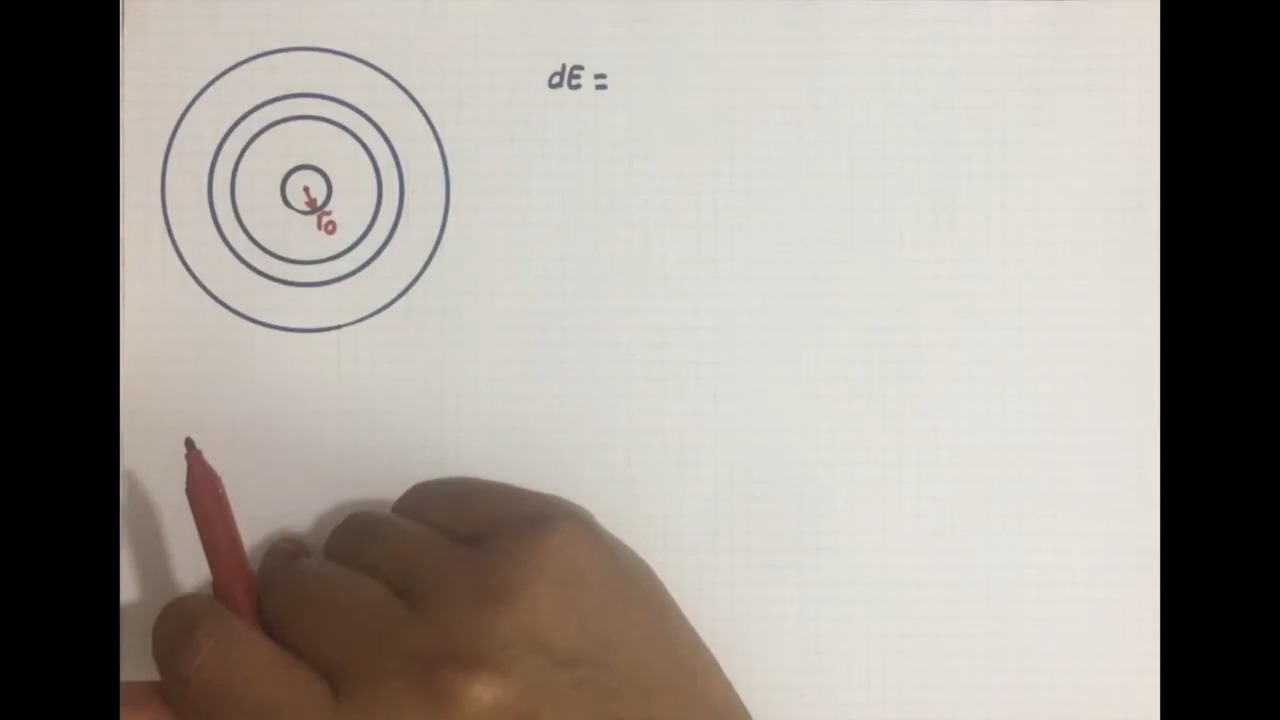 dE =
r₀